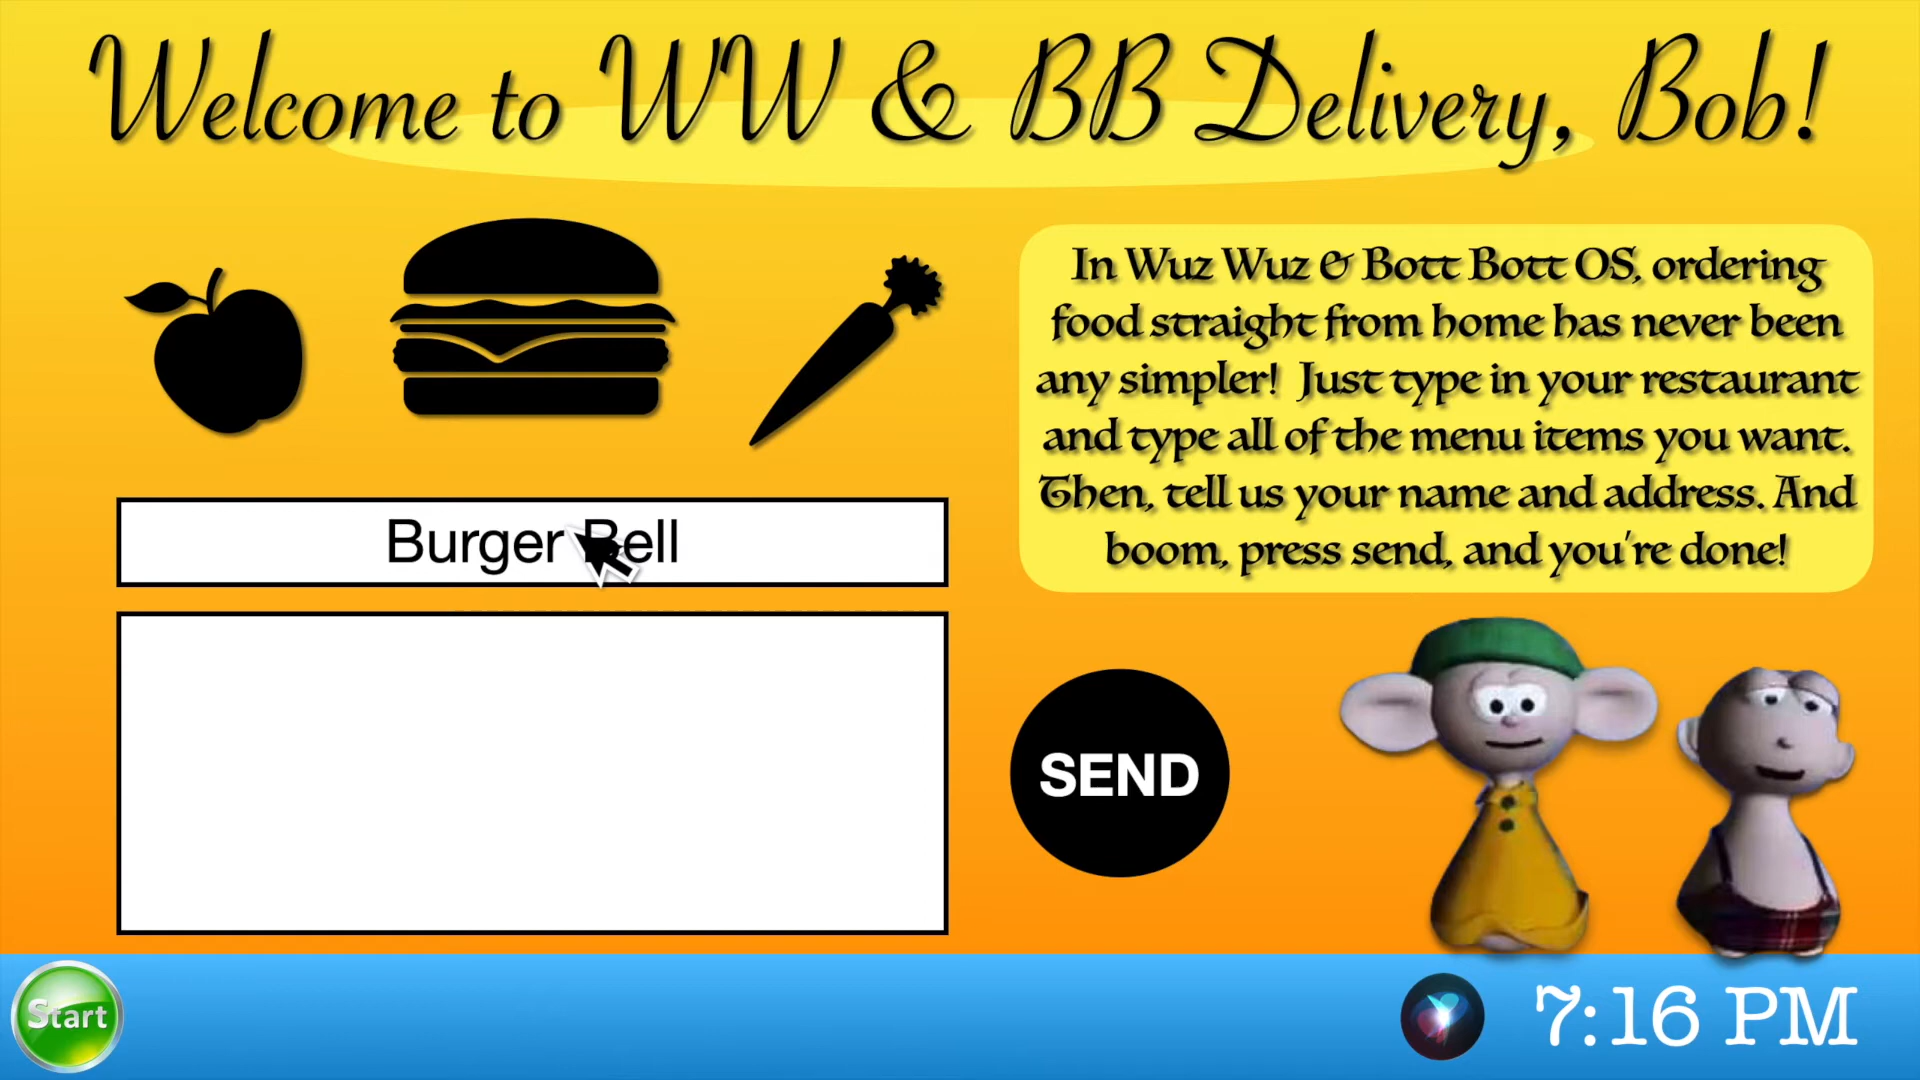 Welcome to WW & BB Delivery, Bob!
In Wuz Wuz & Bott Bott OS, ordering
food straight from home has never been
any simpler! Just type in your restaurant
and type all of the menu items you want.
Then, tell us your name and address. And
boom, press send, and you're done!
Burger Bell
SEND
Start
7:16 PM